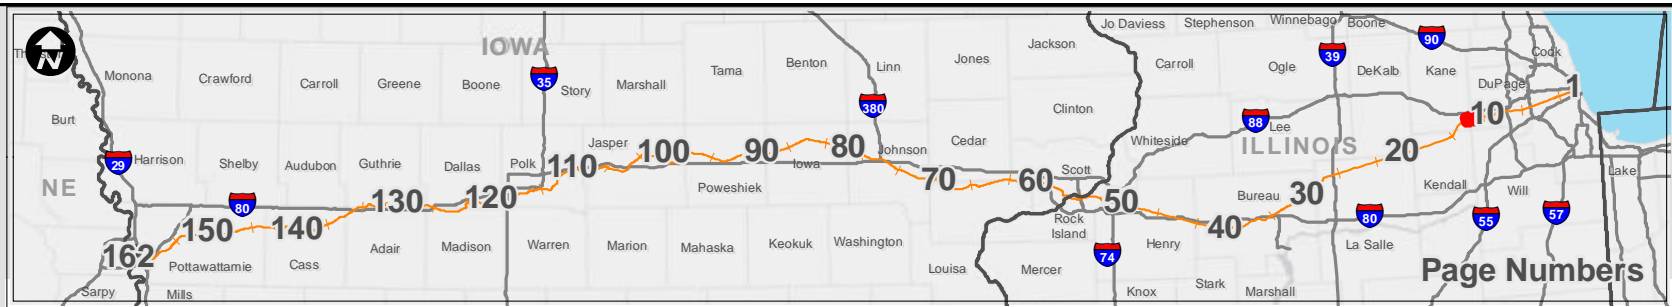 Jo Daviess Stephenson Winnebago Boone
Th
N
IOWA
Jackson
90
Cook
Monona Crawford Carroll Greene Boone 35 Story Marshall Tama Benton Linn Jones Carroll Ogle 39 DeKalb Kane DuPage 1
Burt 380 Clinton 88 Lee 10
29 Harrison Shelby Audubon Guthrie Dallas Polk 110 Jasper 100 90 Iowa 80 Johnson Cedar Whiteside ILLINOIS 20
NE 80 130 120 Poweshiek 70 60 Scott 50 Bureau 30 Kendall Will Lake
162 150 140 Adair Madison Warren Marion Mahaska Keokuk Washington Rock
Island Henry 40 80 La Salle 55 57
Pottawattamie Cass Louisa Mercer 74 Stark Page Numbers
Sarpy Mills Knox Marshall